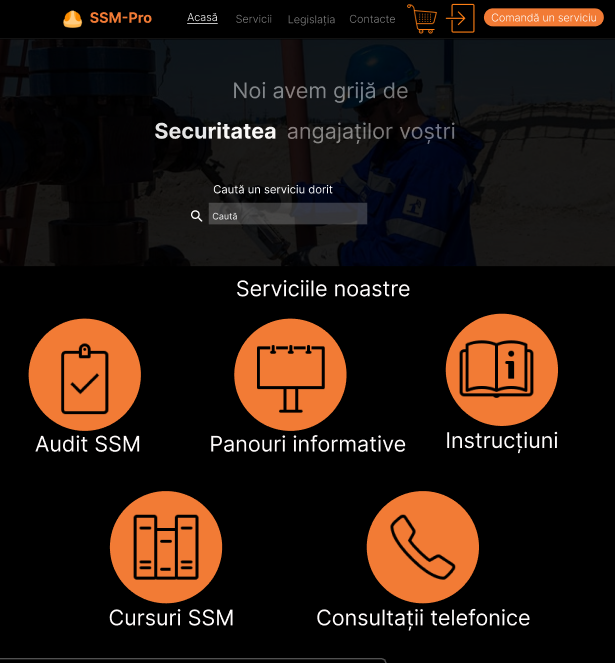 SSM-Pro Acasă Servicii Legislația Contacte Comandă un serviciu
Noi avem grijă de
Securitatea angajaților voștri
Caută un serviciu dorit
Caută
Serviciile noastre
Audit SSM Panouri informative Instrucțiuni
Cursuri SSM Consultații telefonice